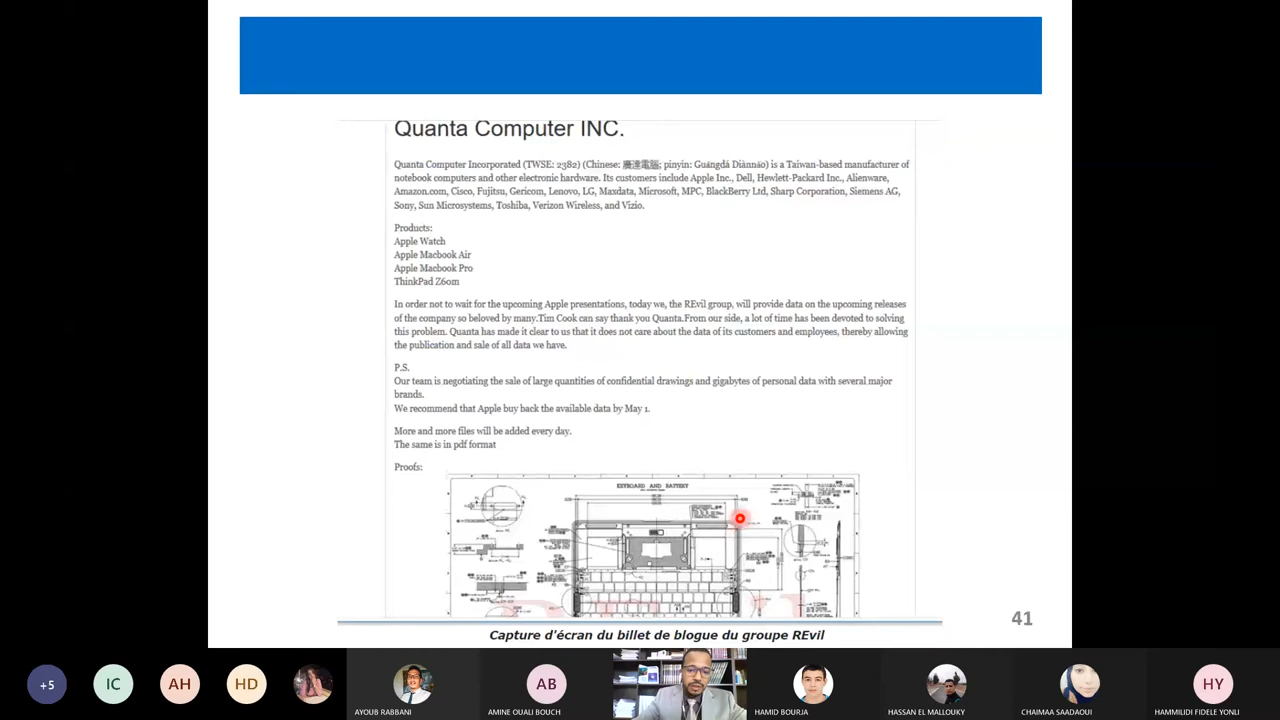 Quanta Computer INC.
Quanta Computer Incorporated (TWSE: 2382) (Chinese: 廣達電腦; pinyin: Guǎngdá Diànnǎo) is a Taiwan-based manufacturer of
notebook computers and other electronic hardware. Its customers include Apple Inc., Dell, Hewlett-Packard Inc., Alienware,
Amazon.com, Cisco, Fujitsu, Gericom, Lenovo, LG, Maxdata, Microsoft, MPC, BlackBerry Ltd, Sharp Corporation, Siemens AG,
Sony, Sun Microsystems, Toshiba, Verizon Wireless, and Vizio.
Products:
Apple Watch
Apple Macbook Air
Apple Macbook Pro
ThinkPad Z60m
In order not to wait for the upcoming Apple presentations, today we, the REvil group, will provide data on the upcoming releases
of the company so beloved by many.Tim Cook can say thank you Quanta.From our side, a lot of time has been devoted to solving
this problem. Quanta has made it clear to us that it does not care about the data of its customers and employees, thereby allowing
the publication and sale of all data we have.
P.S.
Our team is negotiating the sale of large quantities of confidential drawings and gigabytes of personal data with several major
brands.
We recommend that Apple buy back the available data by May 1.
More and more files will be added every day.
The same is in pdf format
Proofs:
KEYBOARD AND BATTERY
41
Capture d'écran du billet de blogue du groupe REvil
+5
IC
AH
HD
AYOUB RABBANI
AB
AMINE OUALI BOUCH
HAMID BOURJA
HASSAN EL MALLOUKY
CHAIMAA SAADAOUI
HY
HAMMILIDI FIDELE YONLI